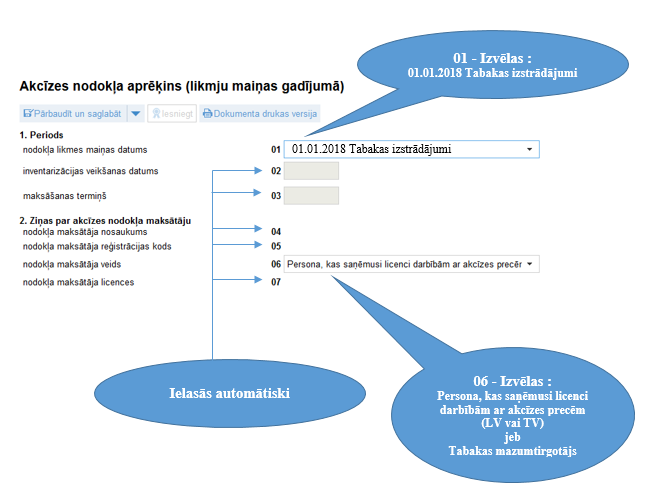 01 - Izvēlas :
01.01.2018 Tabakas izstrādājumi
Akcīzes nodokļa aprēķins (likmju maiņas gadījumā)
Pārbaudīt un saglabāt Iesniegt Dokumenta drukas versija
1. Periods
nodokļa likmes maiņas datums 01 01.01.2018 Tabakas izstrādājumi
inventarizācijas veikšanas datums 02
maksāšanas termiņš 03
2. Ziņas par akcīzes nodokļa maksātāju
nodokļa maksātāja nosaukums 04
nodokļa maksātāja reģistrācijas kods 05
nodokļa maksātāja veids 06 Persona, kas saņēmusi licenci darbībām ar akcīzes precēr
nodokļa maksātāja licences 07
Ielasās automātiski
06 - Izvēlas :
Persona, kas saņēmusi licenci
darbībām ar akcīzes precēm
(LV vai TV)
jeb
Tabakas mazumtirgotājs